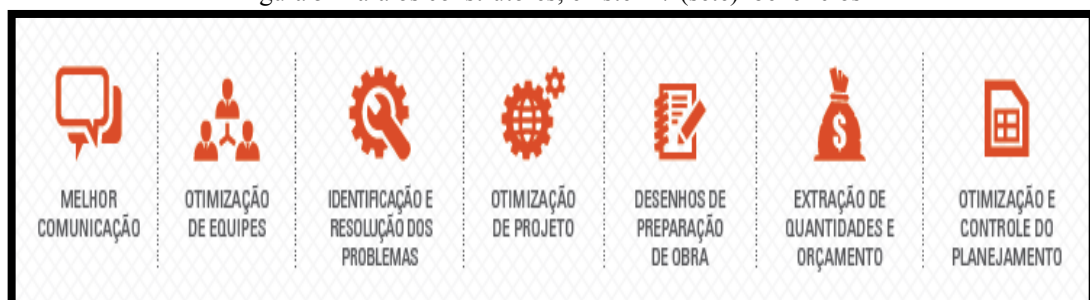 MELHOR
COMUNICAÇÃO
OTIMIZAÇÃO
DE EQUIPES
IDENTIFICAÇÃO E
RESOLUÇÃO DOS
PROBLEMAS
OTIMIZAÇÃO
DE PROJETO
DESENHOS DE
PREPARAÇÃO
DE OBRA
$
EXTRAÇÃO DE
QUANTIDADES E
ORÇAMENTO
OTIMIZAÇÃO E
CONTROLE DO
PLANEJAMENTO